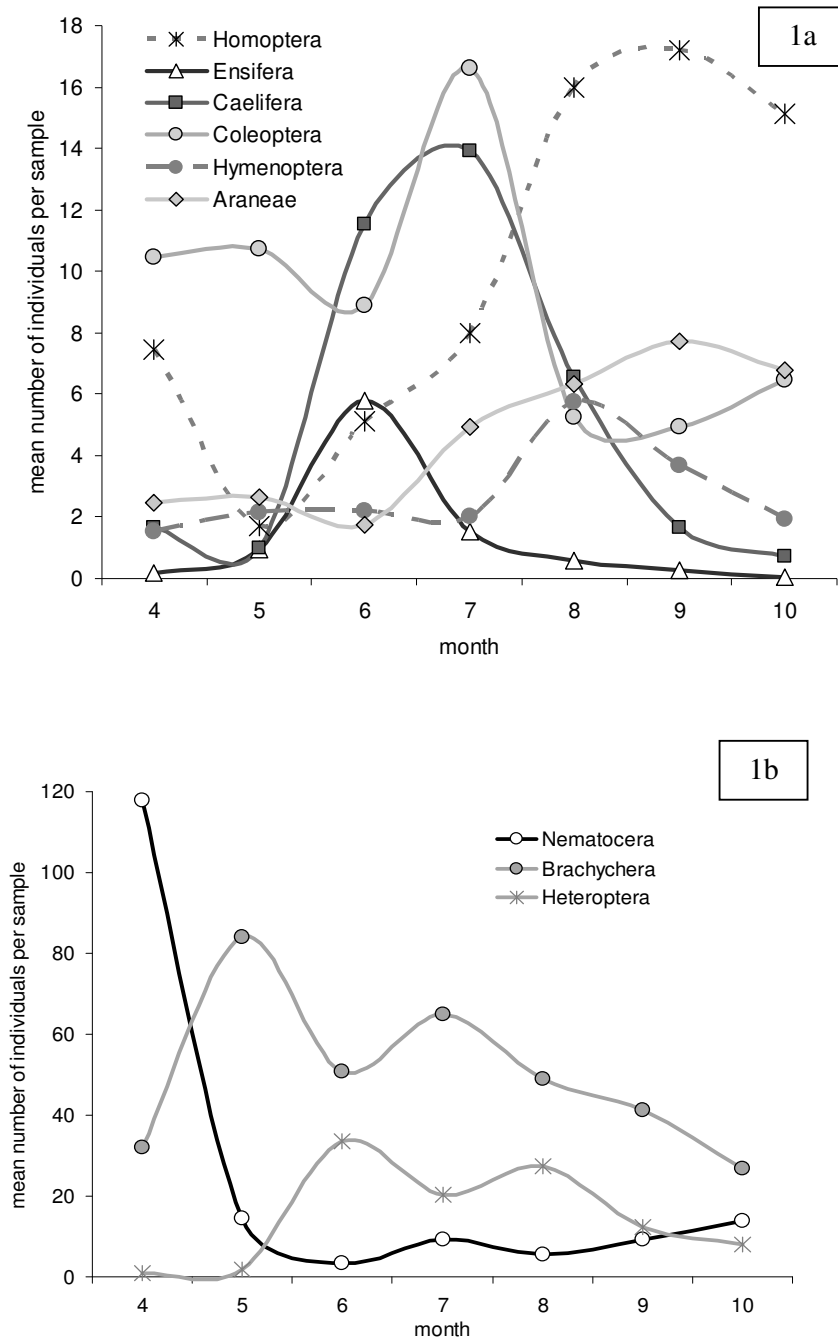 1a
Homoptera
Ensifera
Caelifera
Coleoptera
Hymenoptera
Araneae
mean number of individuals per sample
18
16
14
12
10
8
6
4
2
0
4 5 6 7 8 9 10
month
1b
Nematocera
Brachychera
Heteroptera
mean number of individuals per sample
120
100
80
60
40
20
0
4 5 6 7 8 9 10
month